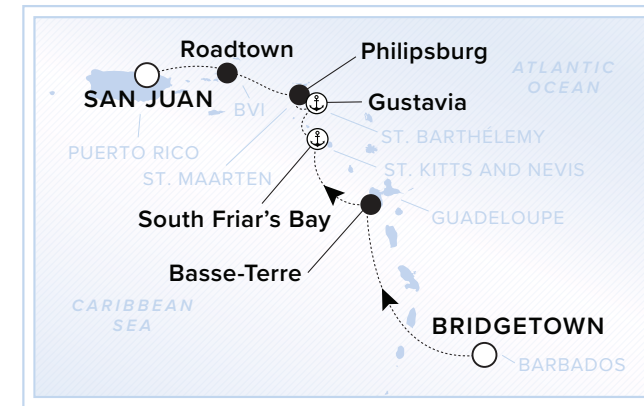 Roadtown
Philipsburg
ATLANTIC
OCEAN
SAN JUAN
BVI
Gustavia
ST. BARTHÉLEMY
PUERTO RICO
ST. MAARTEN
ST. KITTS AND NEVIS
South Friar's Bay
GUADELOUPE
Basse-Terre
CARIBBEAN
SEA
BRIDGETOWN
BARBADOS